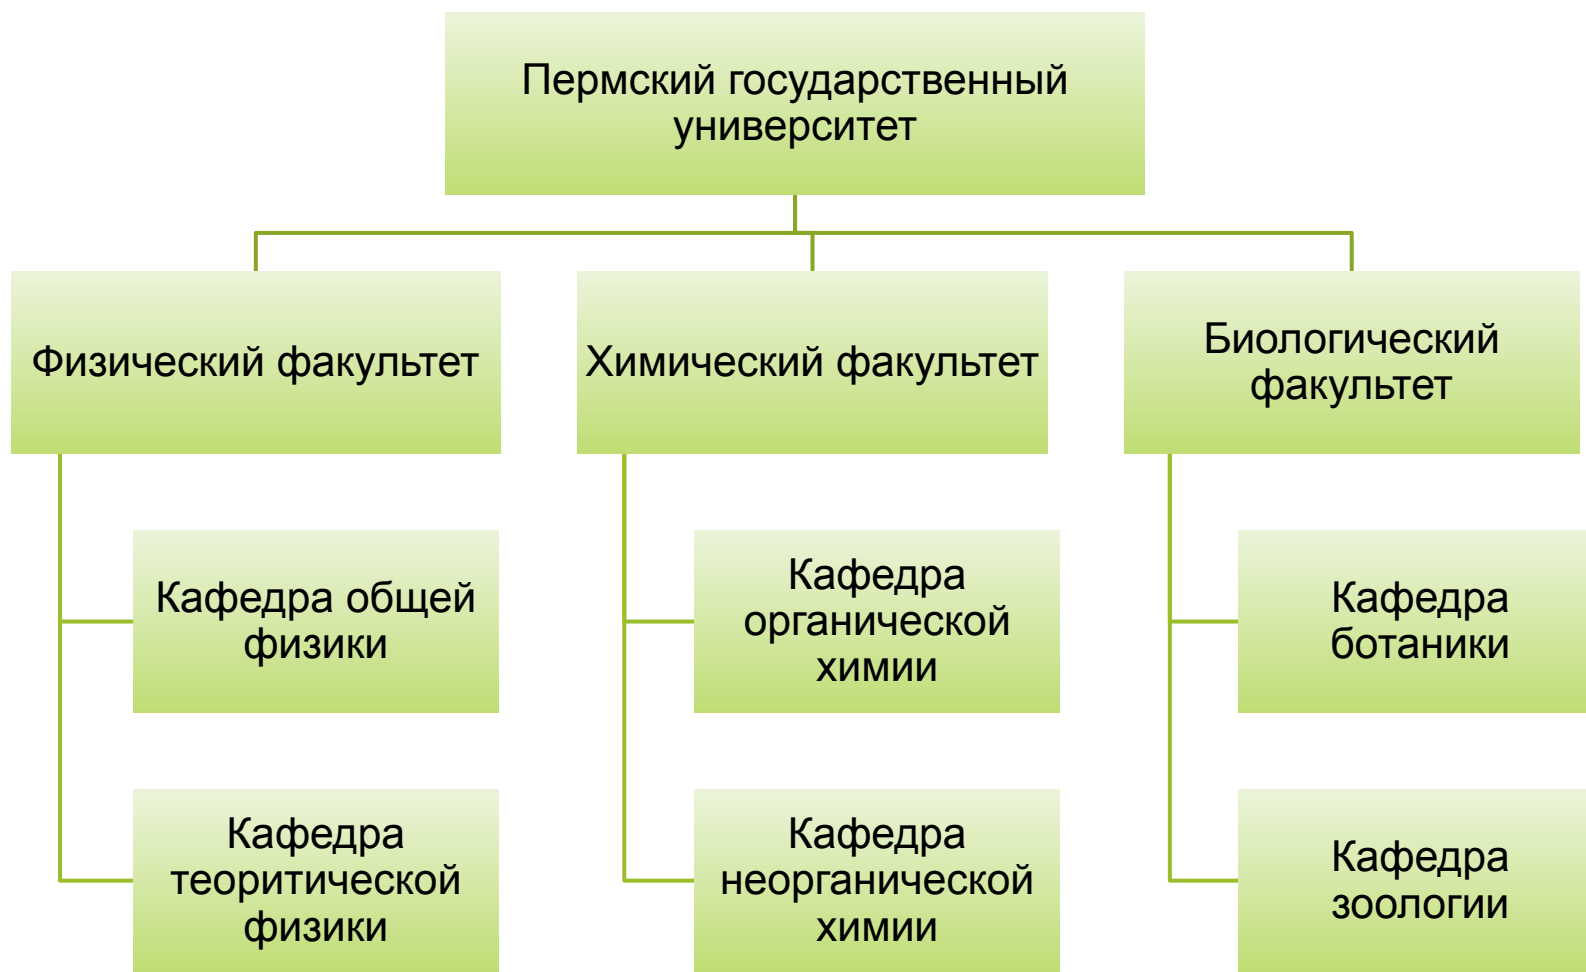 Пермский государственный
университет
Физический факультет
Химический факультет
Биологический
факультет
Кафедра общей
физики
Кафедра
органической
химии
Кафедра
ботаники
Кафедра
теоритической
физики
Кафедра
неорганической
химии
Кафедра
зоологии